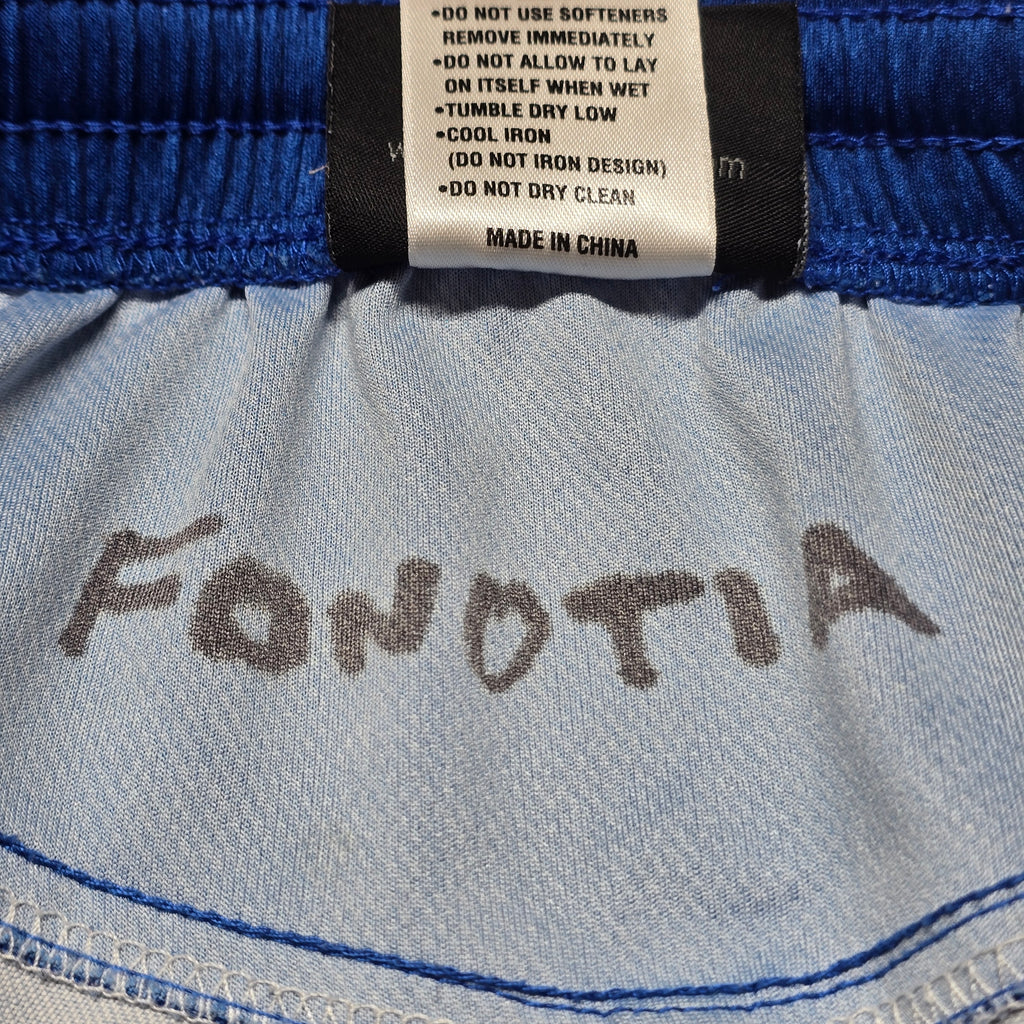 •DO NOT USE SOFTENERS
REMOVE IMMEDIATELY
•DO NOT ALLOW TO LAY
ON ITSELF WHEN WET
•TUMBLE DRY LOW
•COOL IRON
(DO NOT IRON DESIGN)
•DO NOT DRY CLEAN
MADE IN CHINA
FONOTIA